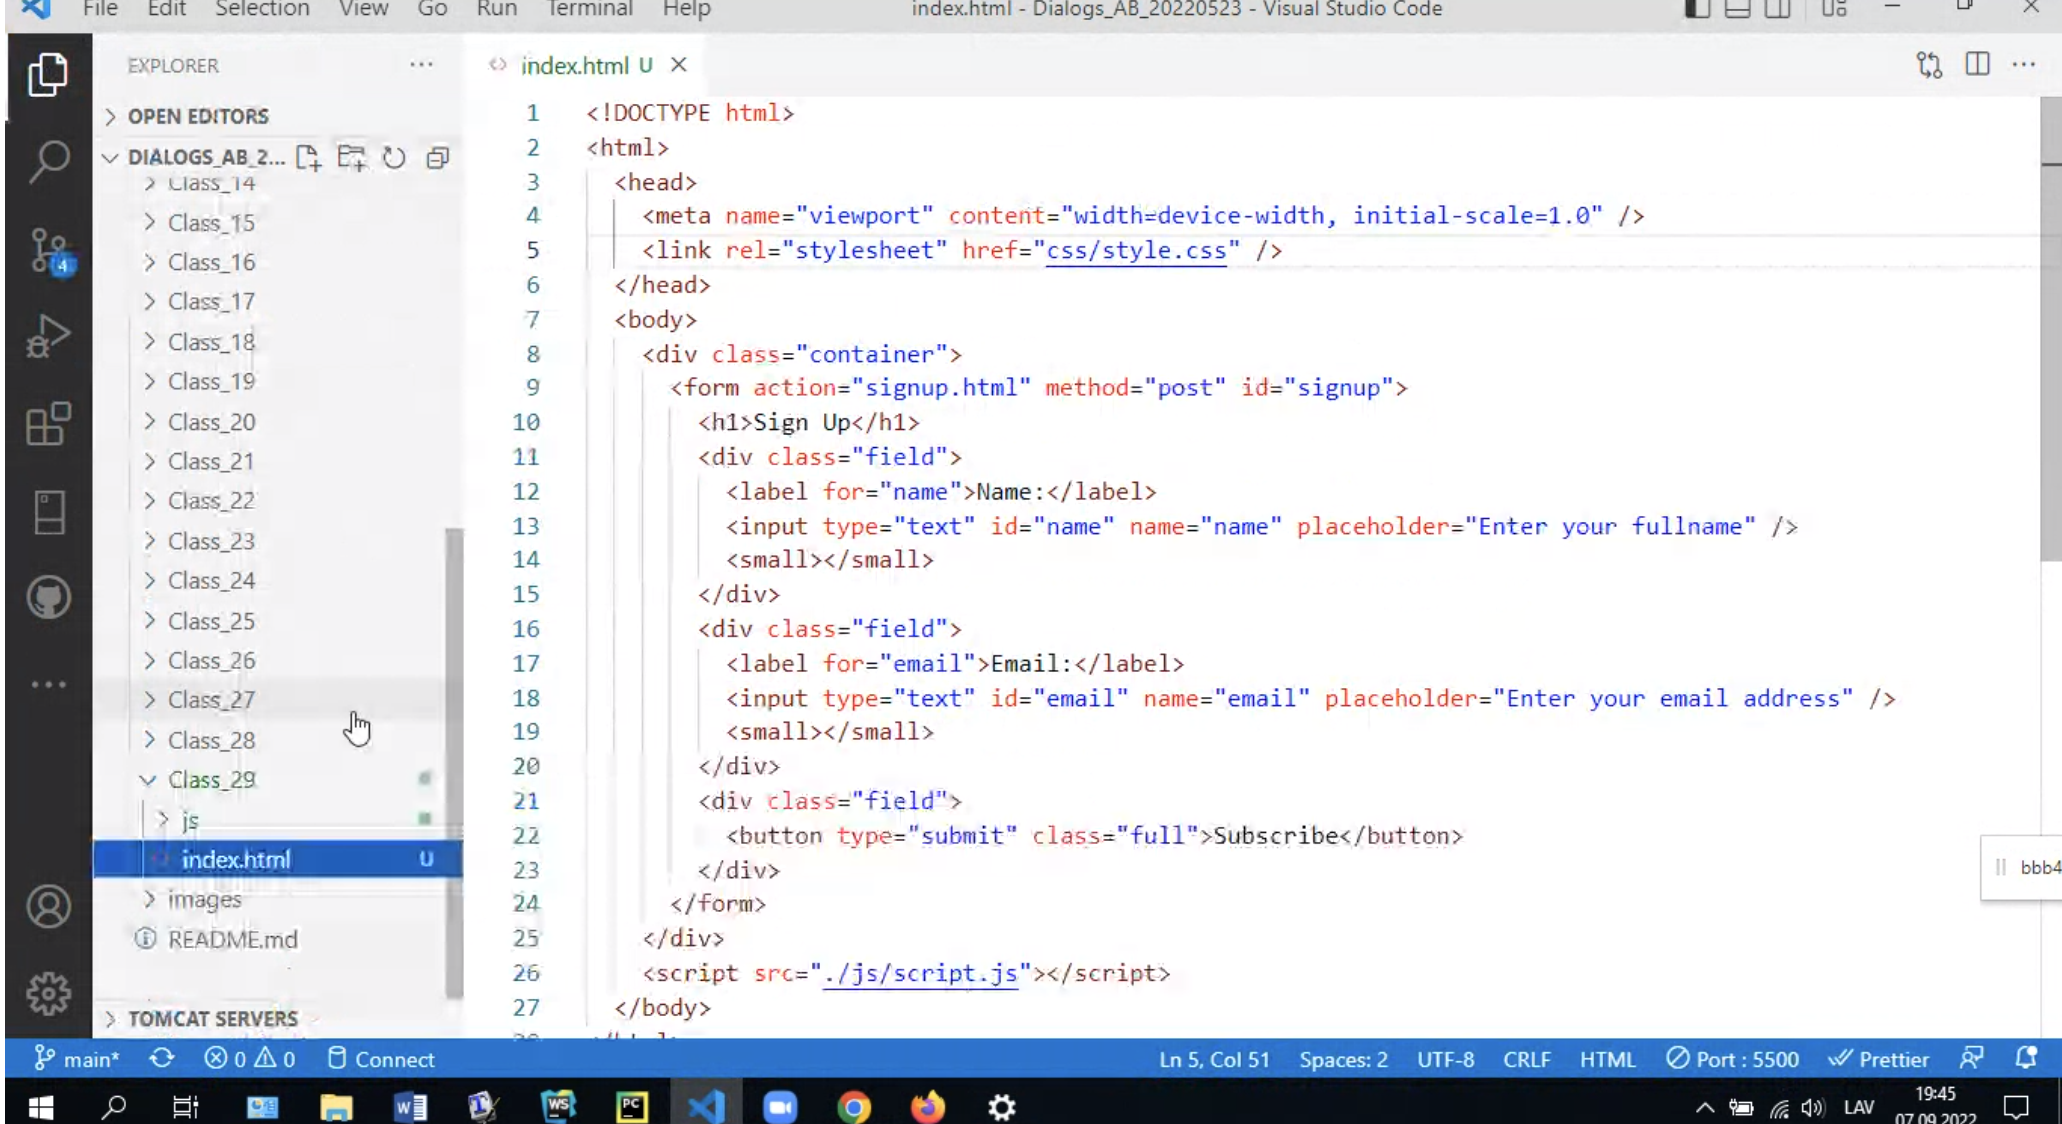 File Edit Selection View Go Run Terminal Help index.html - Dialogs_AB_20220523 - Visual Studio Code
EXPLORER
OPEN EDITORS
DIALOGS_AB_2...
Class_14
Class_15
Class_16
Class_17
Class_18
Class_19
Class_20
Class_21
Class_22
Class_23
Class_24
Class_25
Class_26
Class_27
Class_28
Class_29
js
index.html U
images
README.md
TOMCAT SERVERS
4
index.html U
1 <!DOCTYPE html>
2 <html>
3 <head>
4 <meta name="viewport" content="width=device-width, initial-scale=1.0" />
5 <link rel="stylesheet" href="css/style.css" />
6 </head>
7 <body>
8 <div class="container">
9 <form action="signup.html" method="post" id="signup">
10 <h1>Sign Up</h1>
11 <div class="field">
12 <label for="name">Name:</label>
13 <input type="text" id="name" name="name" placeholder="Enter your fullname" />
14 <small></small>
15 </div>
16 <div class="field">
17 <label for="email">Email:</label>
18 <input type="text" id="email" name="email" placeholder="Enter your email address" />
19 <small></small>
20 </div>
21 <div class="field">
22 <button type="submit" class="full">Subscribe</button>
23 </div>
24 </form>
25 </div>
26 <script src="./js/script.js"></script>
27 </body>
bbb4
main* 0 0 Connect Ln 5, Col 51 Spaces: 2 UTF-8 CRLF HTML Port : 5500 Prettier
WS PC LAV 19:45
07.09.2022